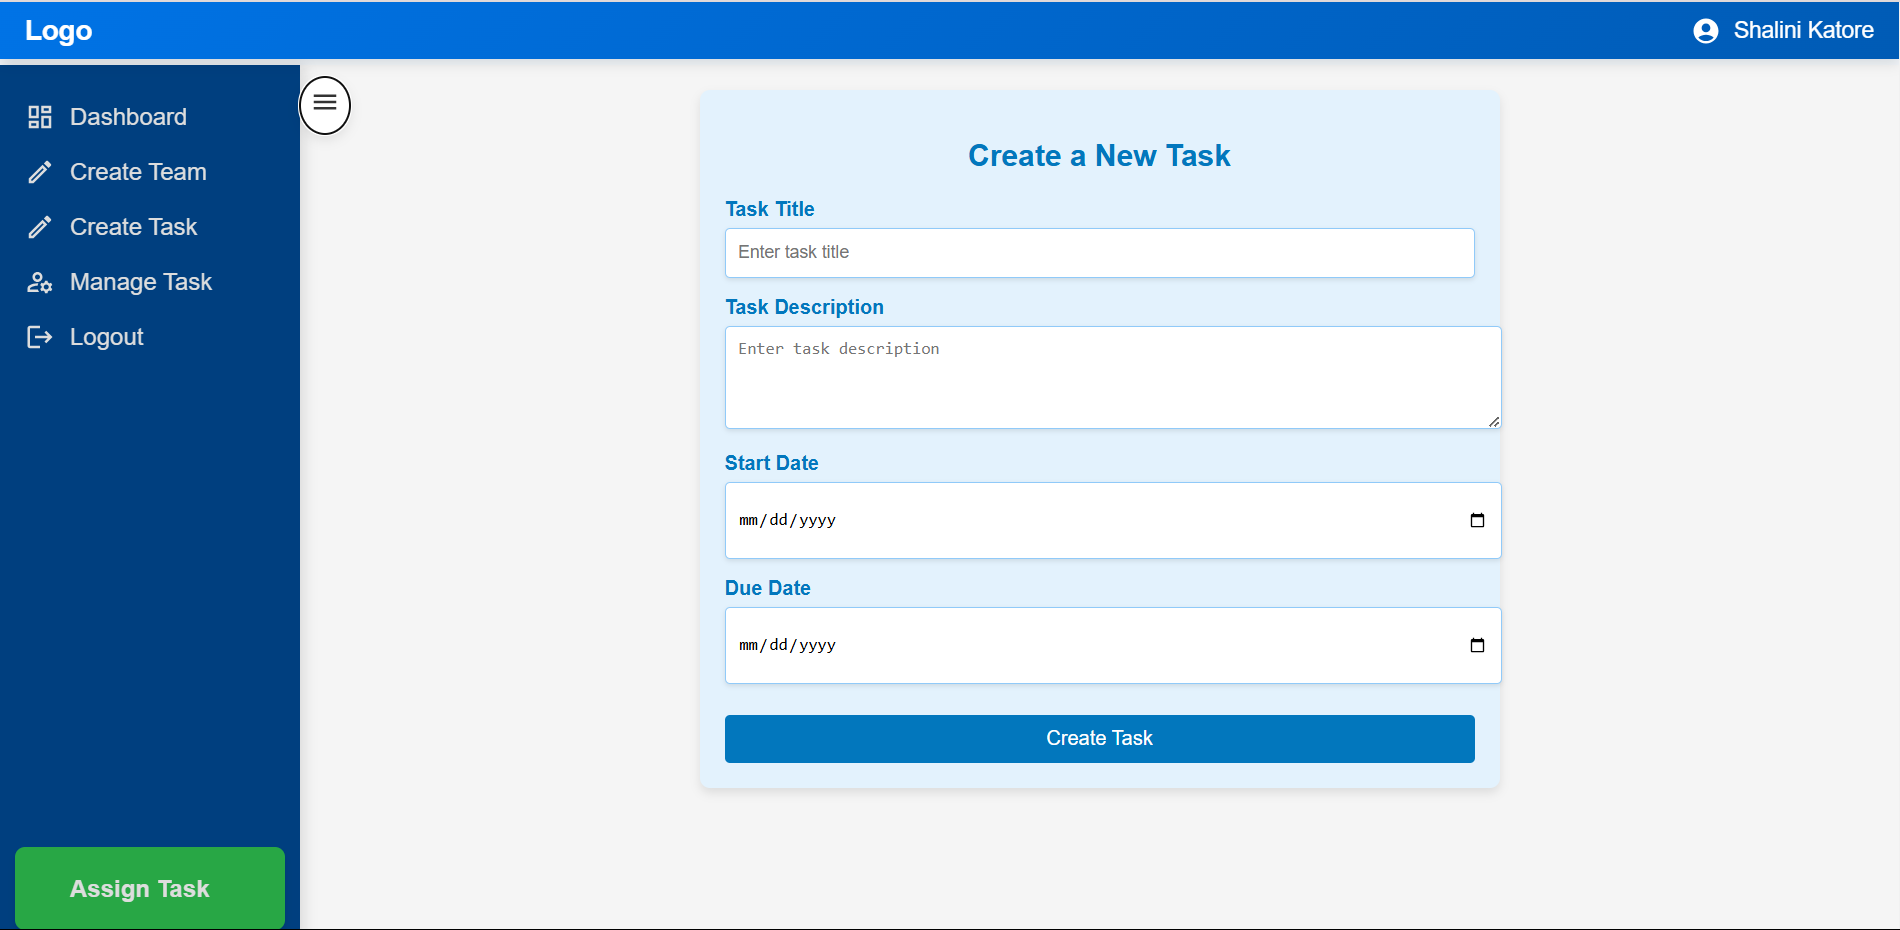 Logo
Shalini Katore
Dashboard
Create Team
Create Task
Manage Task
Logout
Assign Task
Create a New Task
Task Title
Enter task title
Task Description
Enter task description
Start Date
mm/dd/yyyy
Due Date
mm/dd/yyyy
Create Task